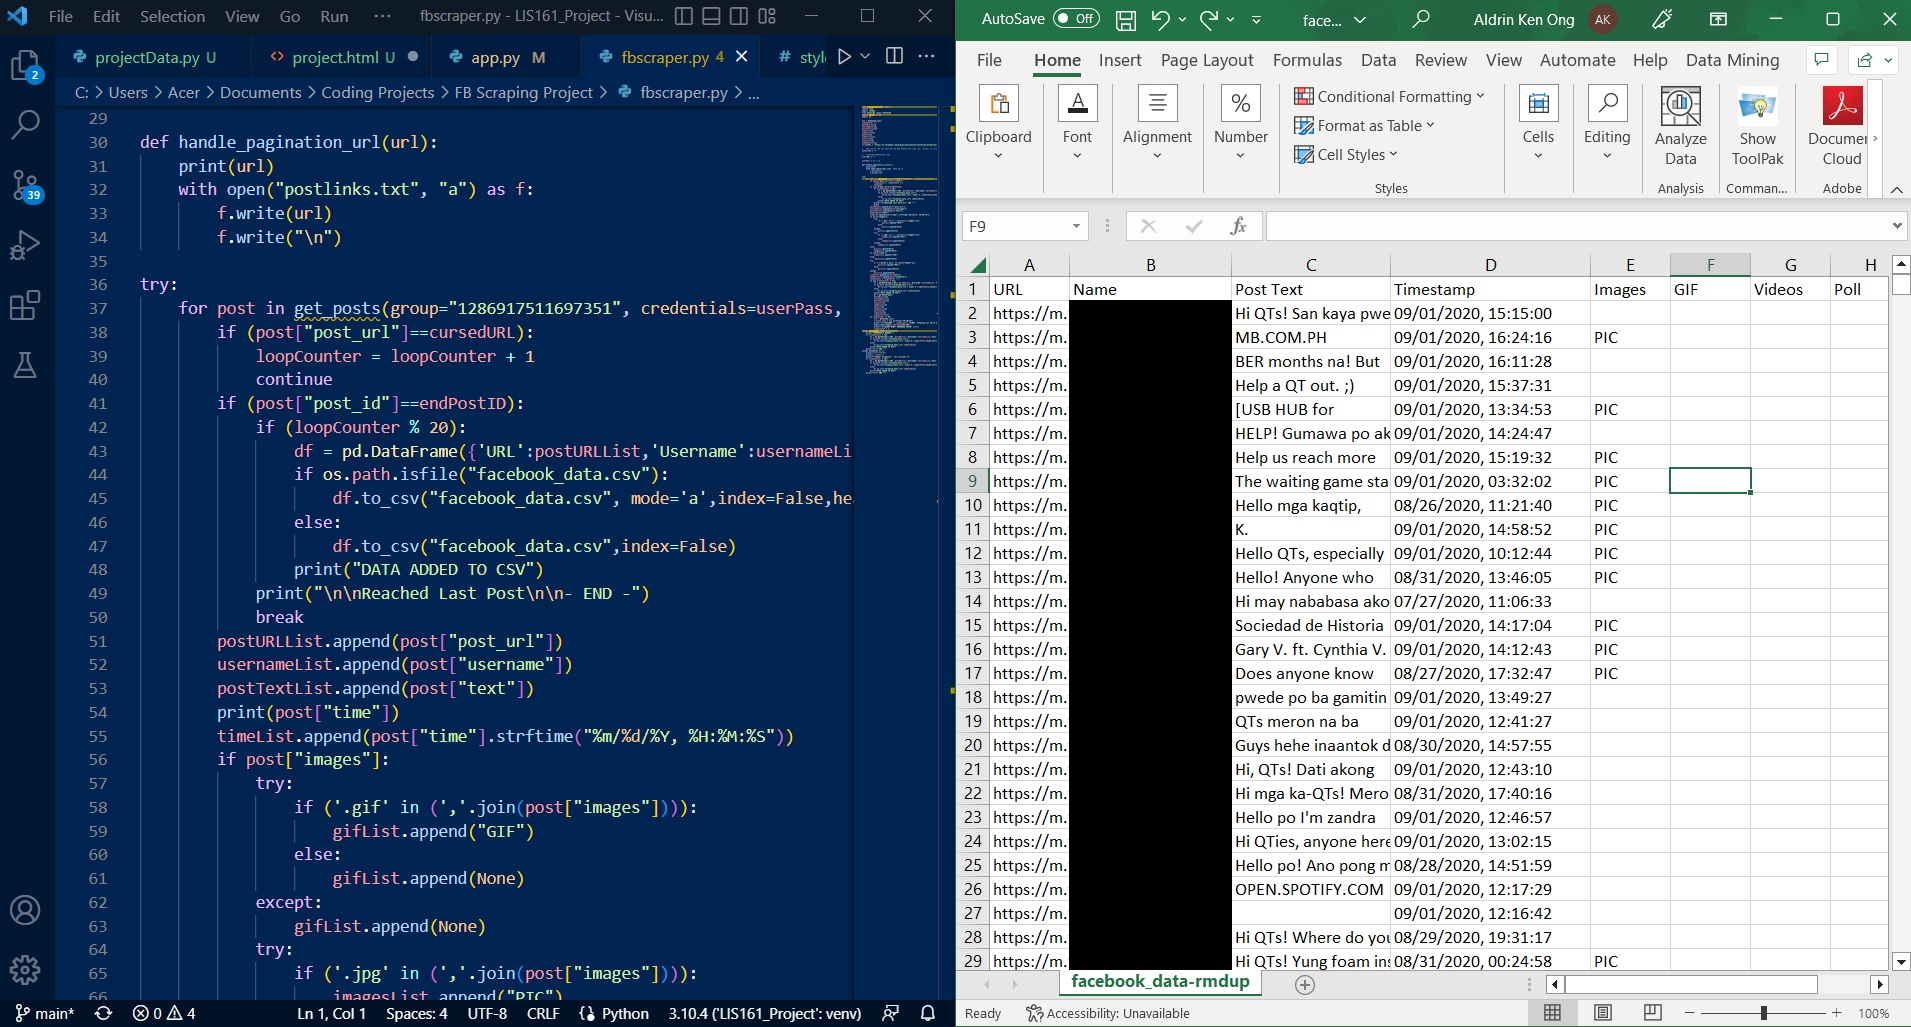 File Edit Selection View Go Run ··· fbscraper.py - LIS161_Project - Visu...
projectData.py U project.html U app.py M fbscraper.py 4 # styl
C: > Users > Acer > Documents > Coding Projects > FB Scraping Project > fbscraper.py > ...
29
30 def handle_pagination_url(url):
31 print(url)
32 with open("postlinks.txt", "a") as f:
33 f.write(url)
34 f.write("\n")
35
36 try:
37 for post in get_posts(group="1286917511697351", credentials=userPass,
38 if (post["post_url"]==cursedURL):
39 loopCounter = loopCounter + 1
40 continue
41 if (post["post_id"]==endPostID):
42 if (loopCounter % 20):
43 df = pd.DataFrame({'URL':postURLList,'Username':usernameLi
44 if os.path.isfile("facebook_data.csv"):
45 df.to_csv("facebook_data.csv", mode='a',index=False,hea
46 else:
47 df.to_csv("facebook_data.csv",index=False)
48 print("DATA ADDED TO CSV")
49 print("\n\nReached Last Post\n\n- END -")
50 break
51 postURLList.append(post["post_url"])
52 usernameList.append(post["username"])
53 postTextList.append(post["text"])
54 print(post["time"])
55 timeList.append(post["time"].strftime("%m/%d/%Y, %H:%M:%S"))
56 if post["images"]:
57 try:
58 if ('.gif' in (','.join(post["images"]))):
59 gifList.append("GIF")
60 else:
61 gifList.append(None)
62 except:
63 gifList.append(None)
64 try:
65 if ('.jpg' in (','.join(post["images"]))):
66 imagesList.append("PIC")
2
39
main* 0 4 Ln 1, Col 1 Spaces: 4 UTF-8 CRLF Python 3.10.4 ('LIS161_Project': venv)
AutoSave Off face... Aldrin Ken Ong AK
File Home Insert Page Layout Formulas Data Review View Automate Help Data Mining
Clipboard Font Alignment Number
Conditional Formatting
Format as Table
Cell Styles
Styles
Cells Editing
Analyze Data
Analysis
Show ToolPak
Comman...
Documen Cloud
Adobe
F9 fx
A B C D E F G H
1 URL Name Post Text Timestamp Images GIF Videos Poll
2 https://m. Hi QTs! San kaya pwe 09/01/2020, 15:15:00
3 https://m. MB.COM.PH 09/01/2020, 16:24:16 PIC
4 https://m. BER months na! But 09/01/2020, 16:11:28
5 https://m. Help a QT out. ;) 09/01/2020, 15:37:31
6 https://m. [USB HUB for 09/01/2020, 13:34:53 PIC
7 https://m. HELP! Gumawa po ak 09/01/2020, 14:24:47
8 https://m. Help us reach more 09/01/2020, 15:19:32 PIC
9 https://m. The waiting game sta 09/01/2020, 03:32:02 PIC
10 https://m. Hello mga kaqtip, 08/26/2020, 11:21:40 PIC
11 https://m. K. 09/01/2020, 14:58:52 PIC
12 https://m. Hello QTs, especially 09/01/2020, 10:12:44 PIC
13 https://m. Hello! Anyone who 08/31/2020, 13:46:05 PIC
14 https://m. Hi may nababasa ako 07/27/2020, 11:06:33
15 https://m. Sociedad de Historia 09/01/2020, 14:17:04 PIC
16 https://m. Gary V. ft. Cynthia V. 09/01/2020, 14:12:43 PIC
17 https://m. Does anyone know 08/27/2020, 17:32:47 PIC
18 https://m. pwede po ba gamitin 09/01/2020, 13:49:27
19 https://m. QTs meron na ba 09/01/2020, 12:41:27
20 https://m. Guys hehe inaantok d 08/30/2020, 14:57:55
21 https://m. Hi, QTs! Dati akong 09/01/2020, 12:43:10
22 https://m. Hi mga ka-QTs! Mero 08/31/2020, 17:40:16
23 https://m. Hello po I'm zandra 09/01/2020, 12:46:57
24 https://m. Hi QTies, anyone here 09/01/2020, 13:02:15
25 https://m. Hello po! Ano pong m 08/28/2020, 14:51:59
26 https://m. OPEN.SPOTIFY.COM 09/01/2020, 12:17:29
27 https://m. 09/01/2020, 12:16:42
28 https://m. Hi QTs! Where do you 08/29/2020, 19:31:17
29 https://m. Hi QTs! Yung foam ins 08/31/2020, 00:24:58 PIC
facebook_data-rmdup
Ready Accessibility: Unavailable 100%